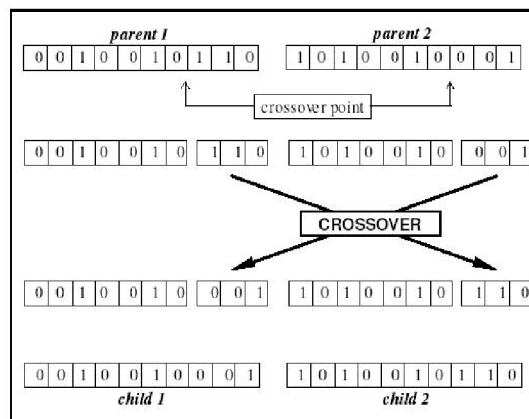 parent 1 parent 2
0 0 1 0 0 1 0 1 1 0 1 0 1 0 0 1 0 0 0 1
crossover point
0 0 1 0 0 1 0 1 1 0 1 0 1 0 0 1 0 0 0 1
CROSSOVER
0 0 1 0 0 1 0 0 0 1 1 0 1 0 0 1 0 1 1 0
0 0 1 0 0 1 0 0 0 1 1 0 1 0 0 1 0 1 1 0
child 1 child 2